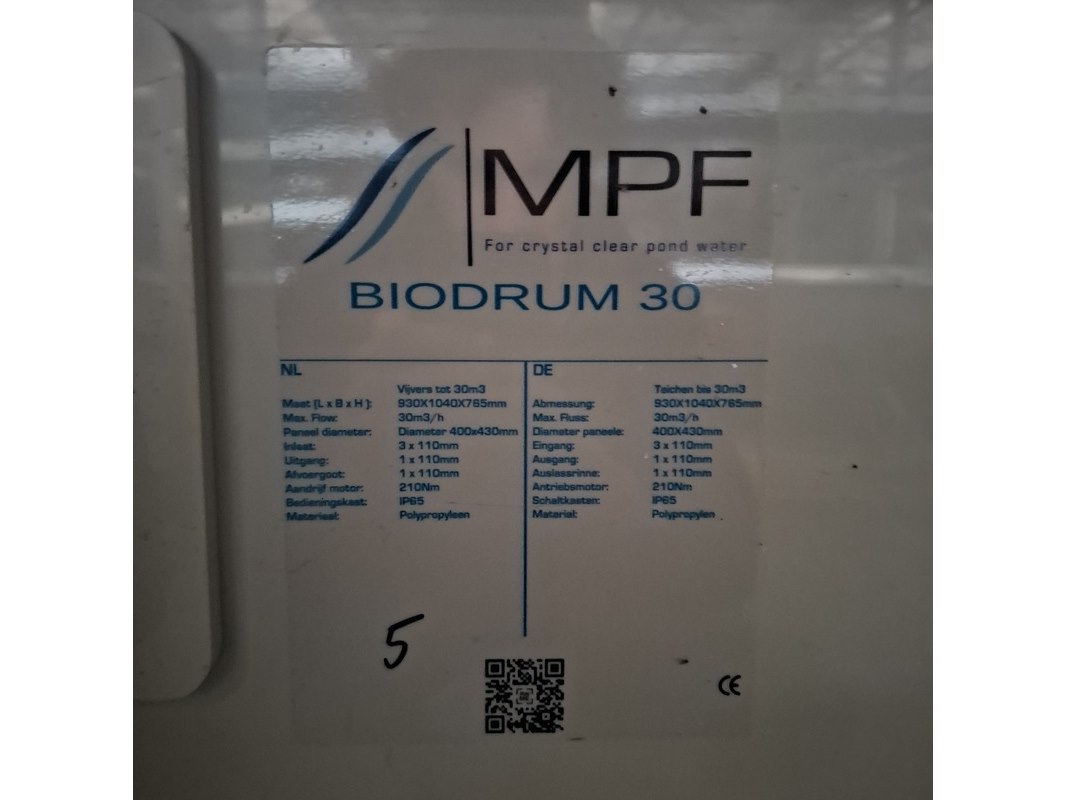 MPF
For crystal clear pond water
BIODRUM 30
NL
Vijvers tot 30m3
Maat (L x B x H ): 930X1040X765mm
Max. Flow: 30m3/h
Paneel diameter: Diameter 400x430mm
Inlaat: 3 x 110mm
Uitgang: 1 x 110mm
Afvoergoot: 1 x 110mm
Aandrijf motor: 210Nm
Bedieningskast: IP65
Materiaal: Polypropyleen
DE
Teichen bis 30m3
Abmessung: 930X1040X765mm
Max. Fluss: 30m3/h
Diameter paneele: 400X430mm
Eingang: 3 x 110mm
Ausgang: 1 x 110mm
Auslassrinne: 1 x 110mm
Antriebsmotor: 210Nm
Schaltkasten: IP65
Material: Polypropylen
5
CE